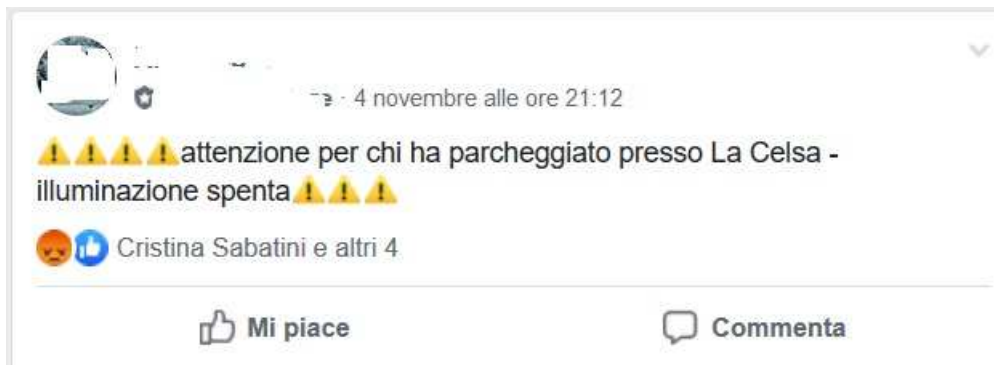 4 novembre alle ore 21:12
attenzione per chi ha parcheggiato presso La Celsa -
illuminazione spenta
Cristina Sabatini e altri 4
Mi piace
Commenta